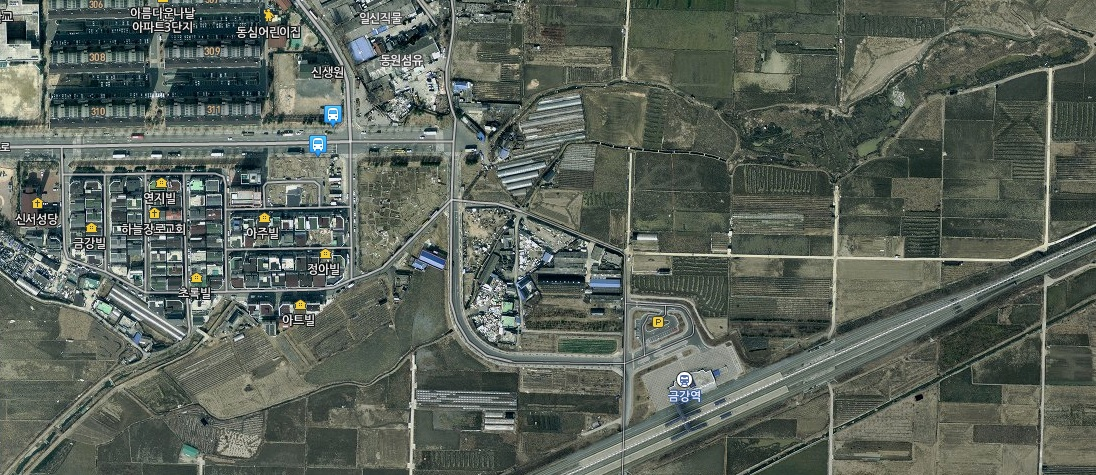 306
아름다운나날
아파트3단지
307
동심어린이집
일신직물
308
309
동원섬유
신생원
310
311
연지빌
신서성당
하늘장로교회
금강빌
아주빌
정아빌
초록빌
아트빌
P
금강역